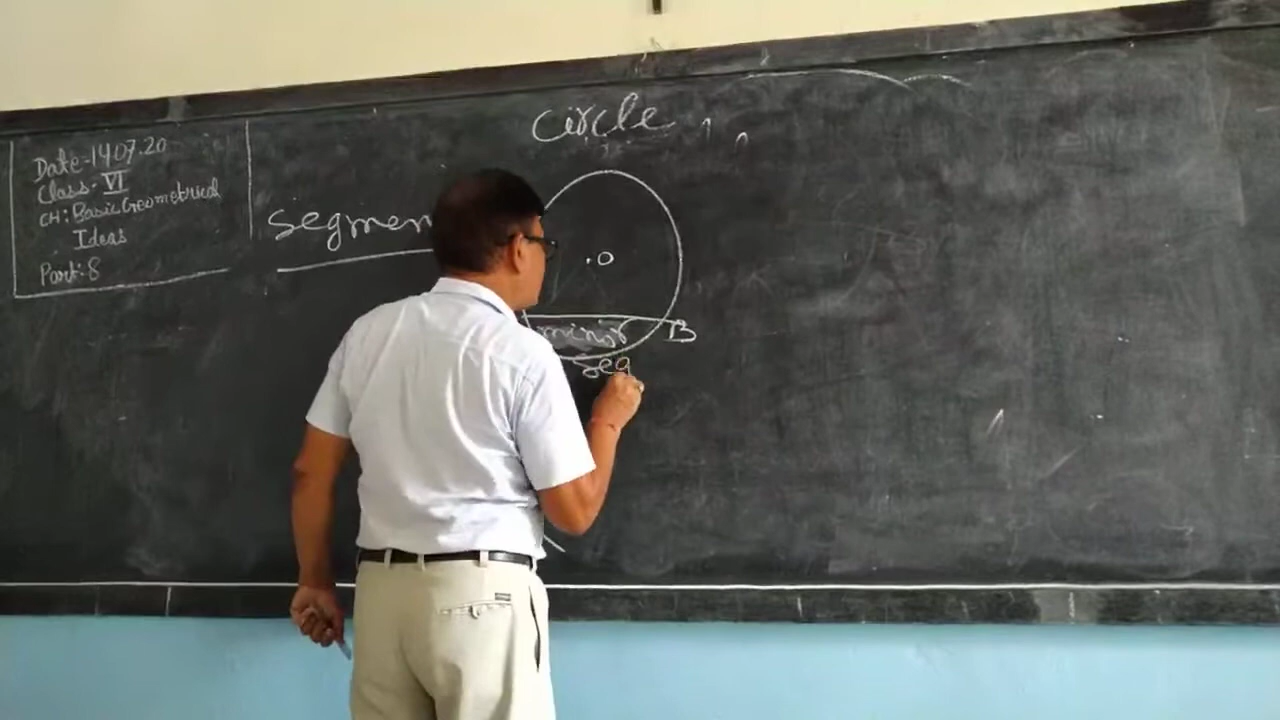 Circle
Date-14.07.20
Class-VI
CH: Basic Geometrical
Ideas
Part:8
Segmen
.O
minor
B
seg